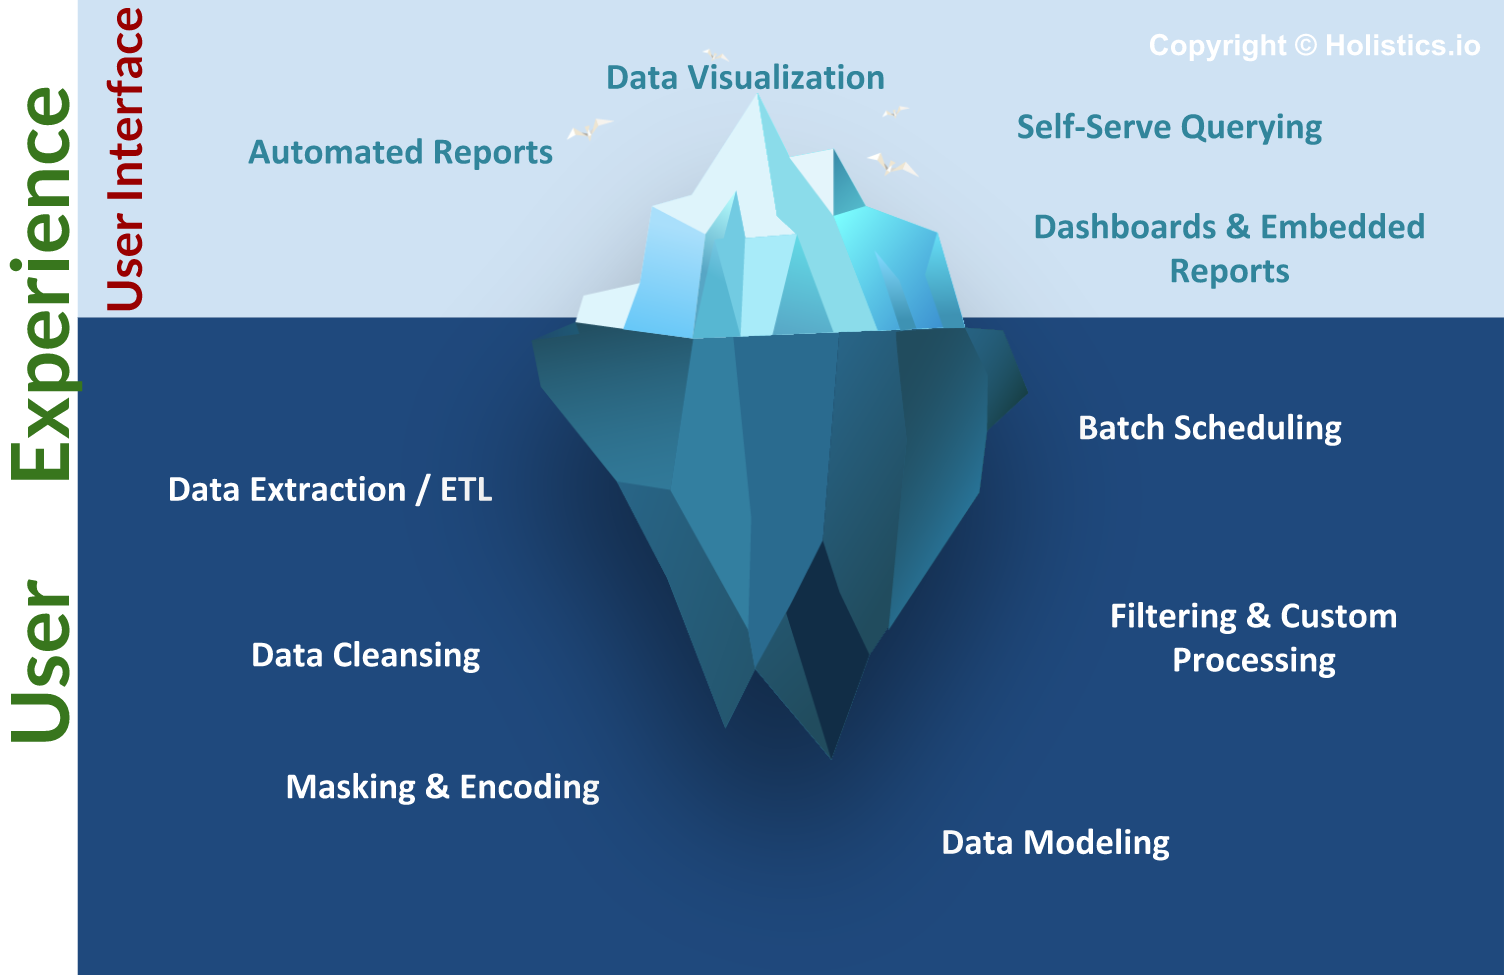 Copyright © Holistics.io
User Interface
User Experience
Data Visualization
Automated Reports
Self-Serve Querying
Dashboards & Embedded
Reports
Batch Scheduling
Data Extraction / ETL
Filtering & Custom
Processing
Data Cleansing
Masking & Encoding
Data Modeling